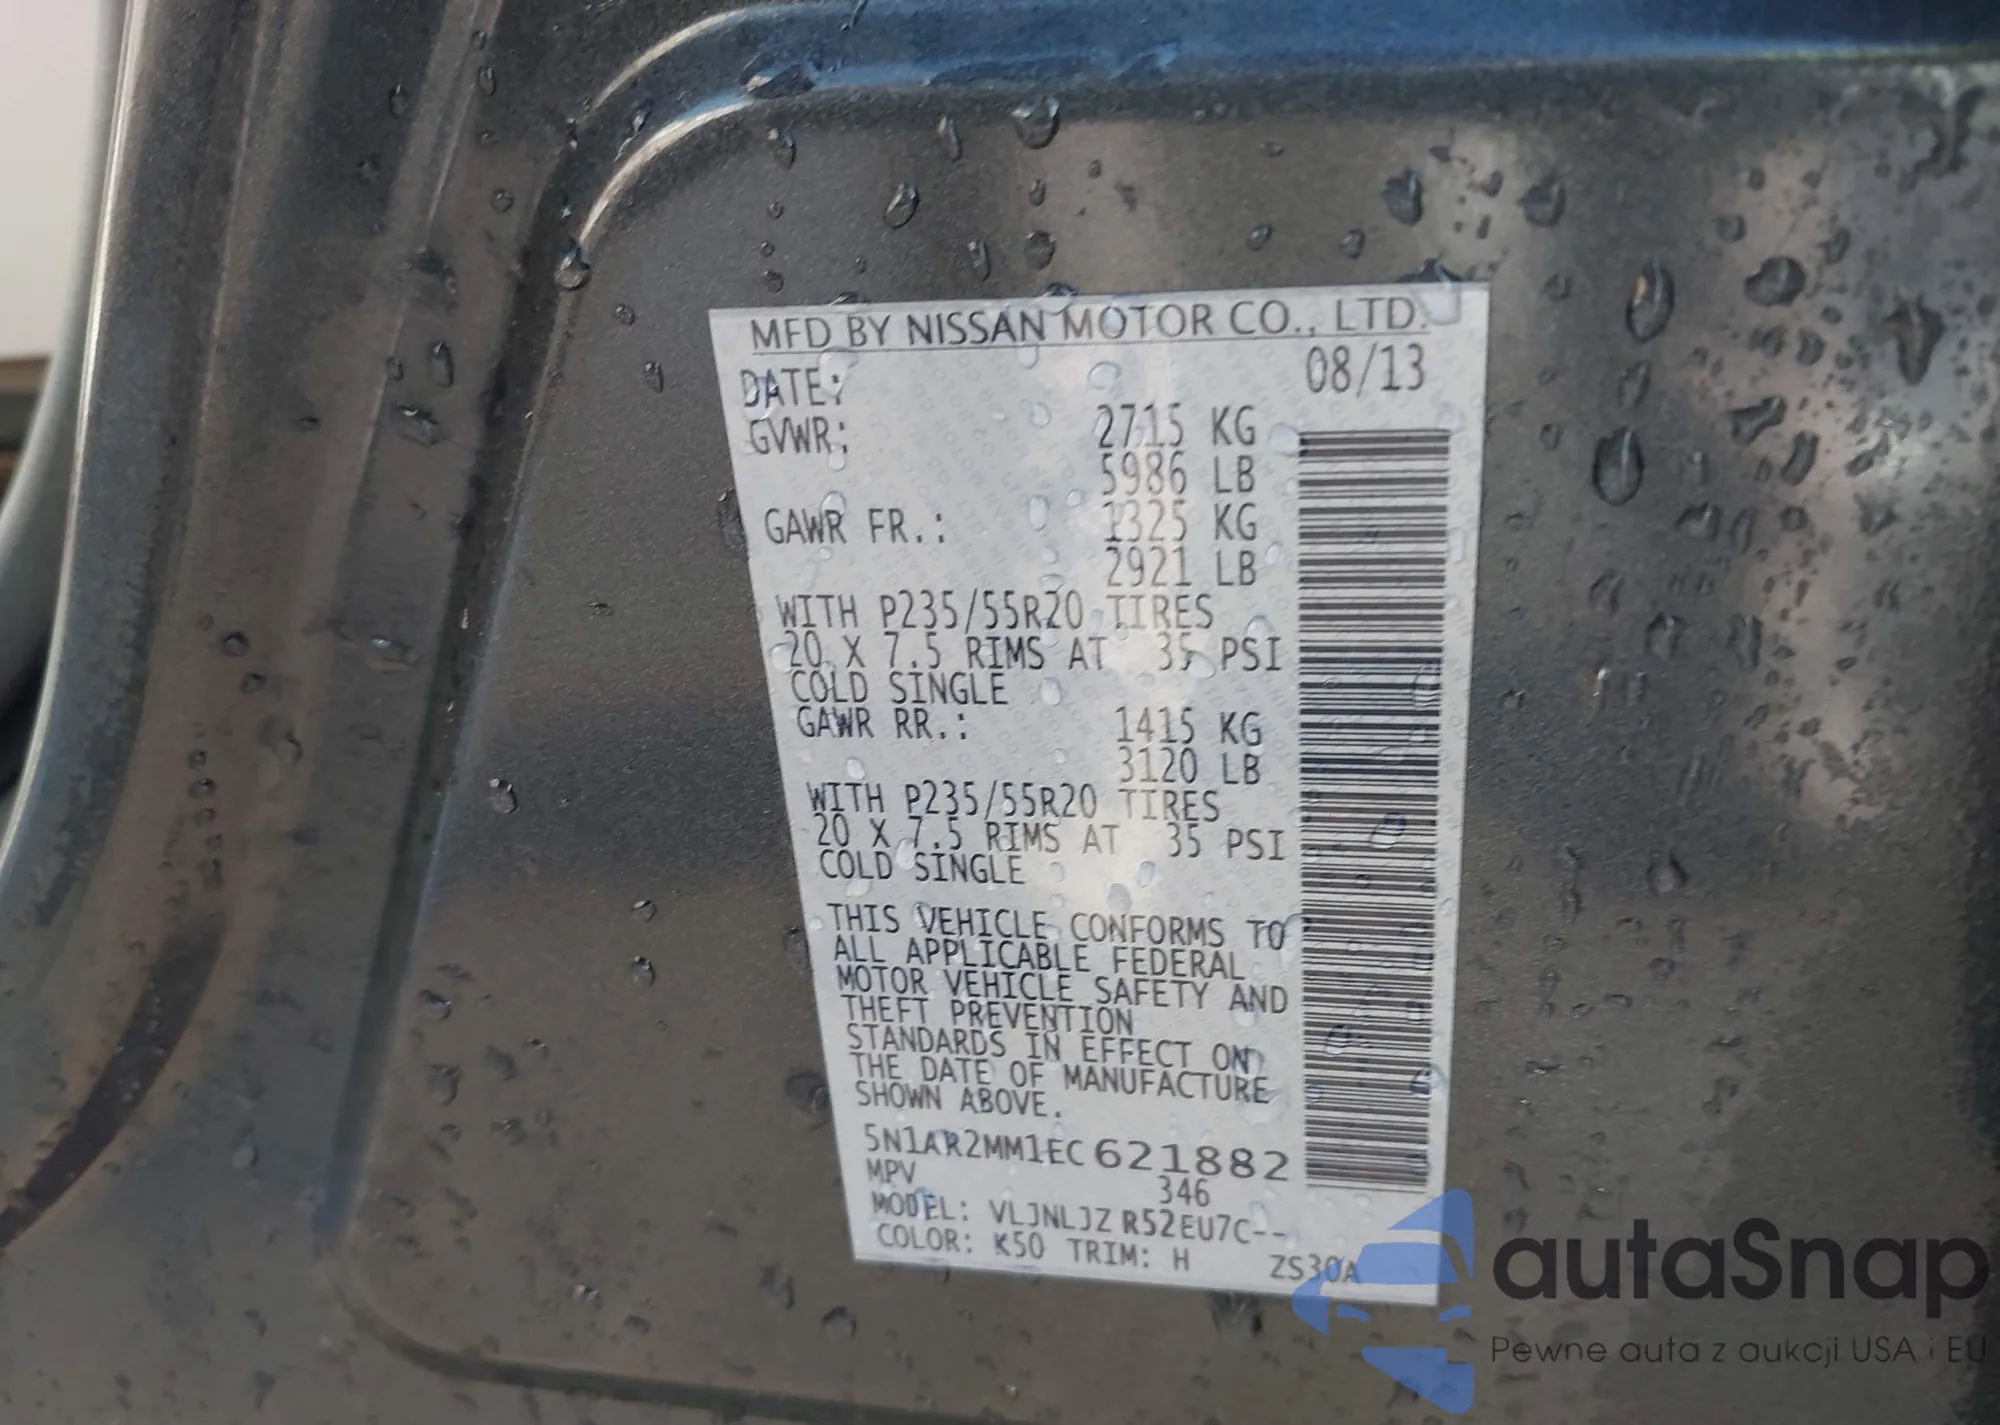 MFD BY NISSAN MOTOR CO., LTD.
DATE: 08/13
GVWR: 2715 KG
5986 LB
GAWR FR.: 1325 KG
2921 LB
WITH P235/55R20 TIRES
20 X 7.5 RIMS AT 35 PSI
COLD SINGLE
GAWR RR.: 1415 KG
3120 LB
WITH P235/55R20 TIRES
20 X 7.5 RIMS AT 35 PSI
COLD SINGLE
THIS VEHICLE CONFORMS TO
ALL APPLICABLE FEDERAL
MOTOR VEHICLE SAFETY AND
THEFT PREVENTION
STANDARDS IN EFFECT ON
THE DATE OF MANUFACTURE
SHOWN ABOVE.
5N1AR2MM1EC621882
MPV 346
MODEL: VLJNLJZ R52EU7C--
COLOR: K50 TRIM: H ZS30A
autaSnap
Pewne auta z aukcji USA i EU